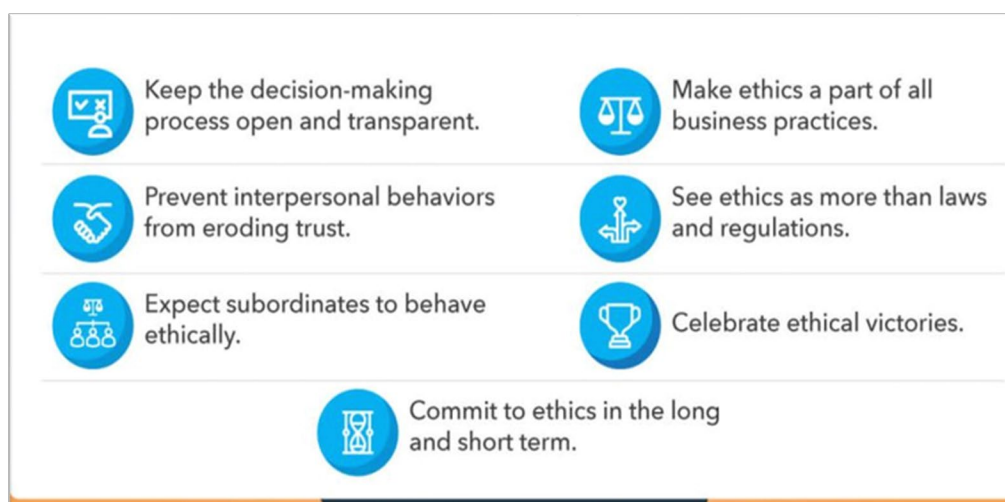 Keep the decision-making
process open and transparent.
Make ethics a part of all
business practices.
Prevent interpersonal behaviors
from eroding trust.
See ethics as more than laws
and regulations.
Expect subordinates to behave
ethically.
Celebrate ethical victories.
Commit to ethics in the long
and short term.